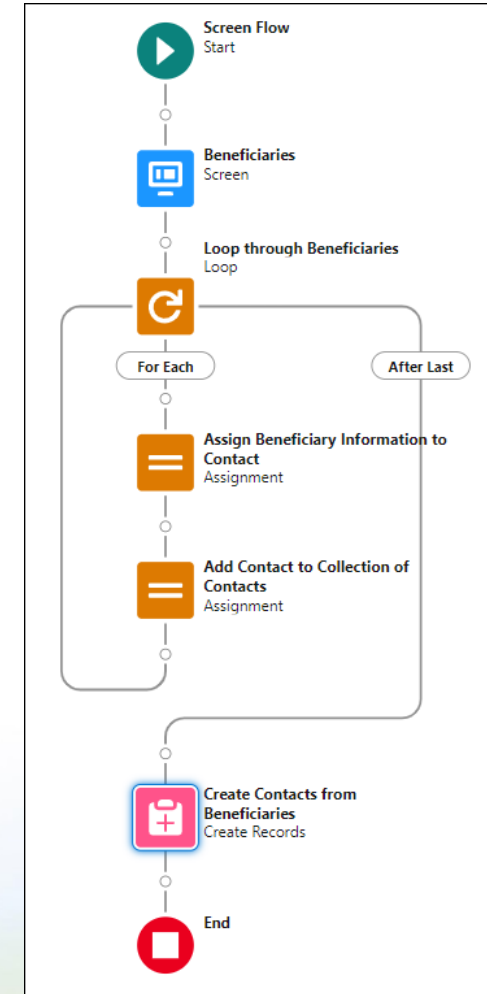 Screen Flow
Start
Beneficiaries
Screen
Loop through Beneficiaries
Loop
For Each
After Last
Assign Beneficiary Information to
Contact
Assignment
Add Contact to Collection of
Contacts
Assignment
Create Contacts from
Beneficiaries
Create Records
End